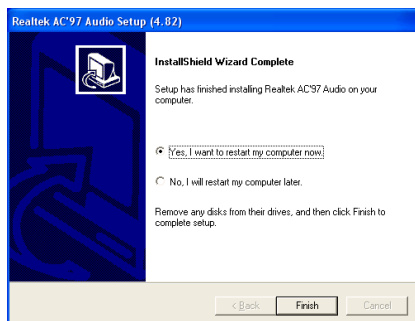 Realtek AC'97 Audio Setup (4.82)
InstallShield Wizard Complete
Setup has finished installing Realtek AC'97 Audio on your
computer.
Yes, I want to restart my computer now.
No, I will restart my computer later.
Remove any disks from their drives, and then click Finish to
complete setup.
< Back
Finish
Cancel